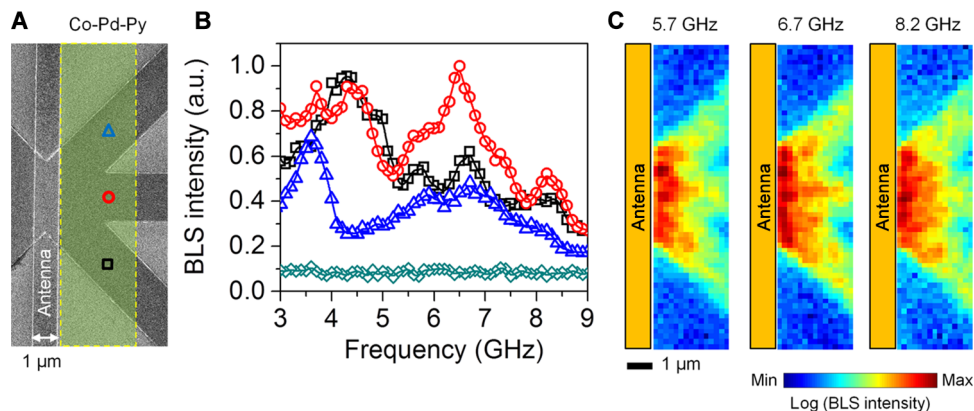 A
Co-Pd-Py
Antenna
1 µm
B
BLS intensity (a.u.)
1.0
0.8
0.6
0.4
0.2
0.0
3 4 5 6 7 8 9
Frequency (GHz)
C
5.7 GHz 6.7 GHz 8.2 GHz
Antenna Antenna Antenna
1 µm
Min Max
Log (BLS intensity)